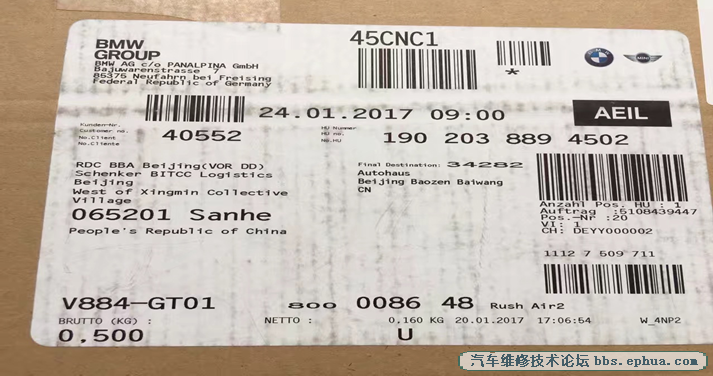 BMW
GROUP
45CNC1
BMW AG c/o PANALPINA GmbH
Bajuwarenstrasse 7
85375 Neufahrn bei Freising
Federal Republic of Germany
*
MINI
24.01.2017 09:00
AEIL
Kunden-Nr.
Customer no.
No.Client
40552
HU Nummer
HU no.
No.HU
190 203 889 4502
RDC BBA Beijing(VOR DD)
Schenker BITCC Logistics
Beijing
West of Xingmin Collective
Village
065201 Sanhe
People's Republic of China
Final Destination: 34282
Autohaus
Beijing Baozen Baiwang
CN
Anzahl Pos. HU : 1
Auftrag :5108439447
Pos.-Nr :20
VI: 1
CH: DEYY000002
1112 7 509 711
V884-GT01
800 0086 48 Rush Air2
BRUTTO (KG) :
NETTO : 0,160 KG 20.01.2017 17:06:54 W_4NP2
0,500
U
汽车维修技术论坛 bbs.ephua.com